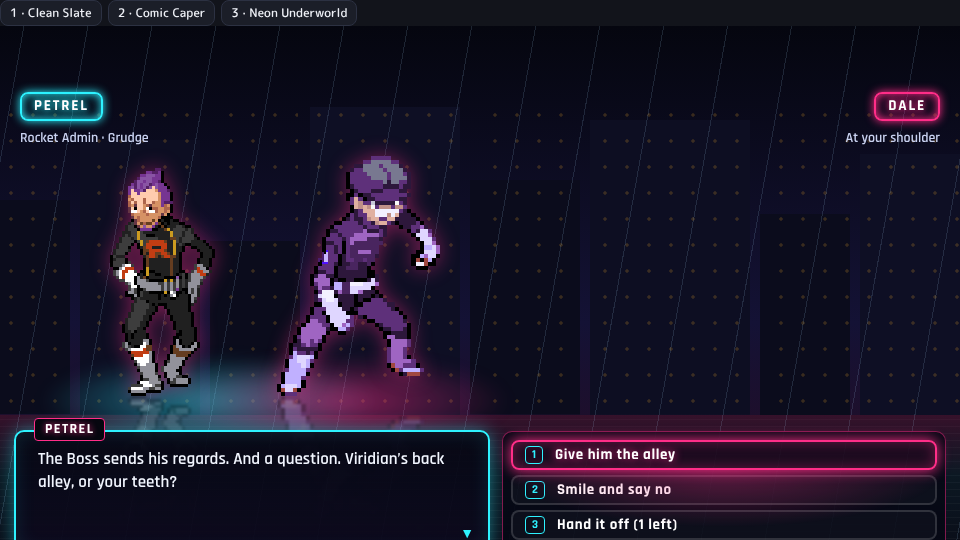 1 · Clean Slate
2 · Comic Caper
3 · Neon Underworld
PETREL
DALE
Rocket Admin · Grudge
At your shoulder
PETREL
The Boss sends his regards. And a question. Viridian's back
alley, or your teeth?
1 Give him the alley
2 Smile and say no
3 Hand it off (1 left)